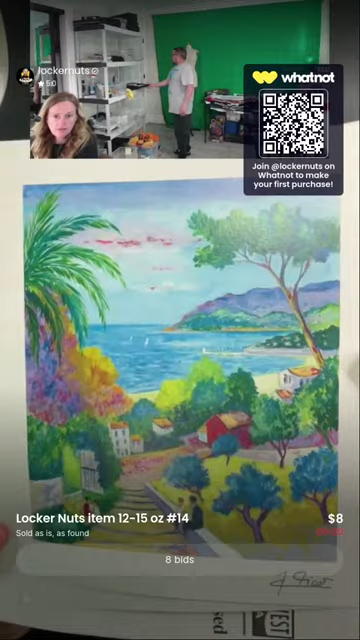 lockernuts
5.0
whatnot
Join @lockernuts on
Whatnot to make
your first purchase!
Locker Nuts item 12-15 oz #14
$8
Sold as is, as found
8 bids